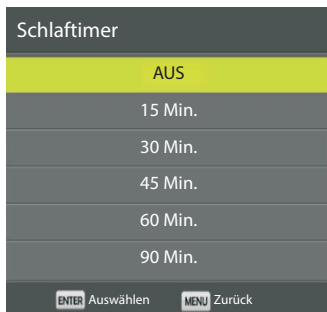 Schlaftimer
AUS
15 Min.
30 Min.
45 Min.
60 Min.
90 Min.
ENTER Auswählen MENU Zurück